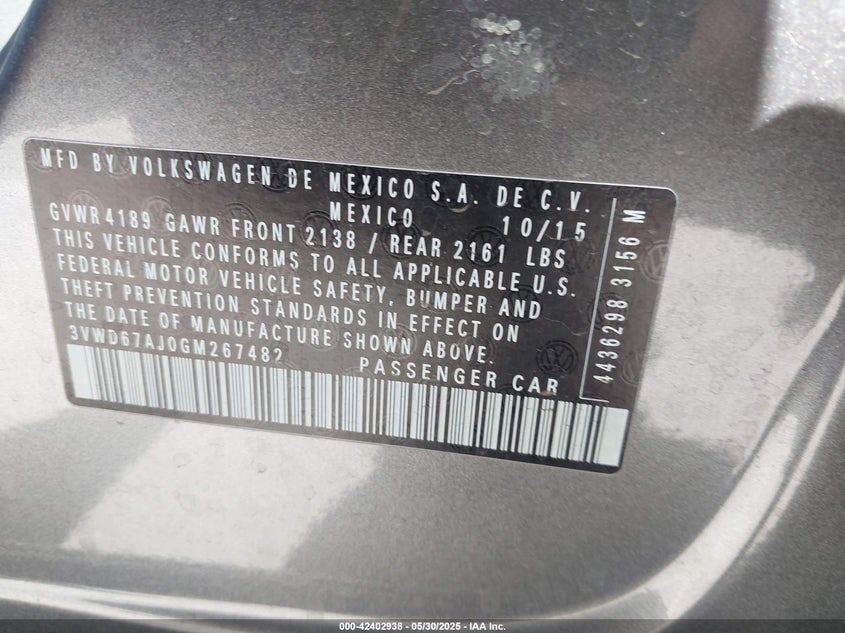 MFD BY VOLKSWAGEN DE MEXICO S.A. DE C.V.
MEXICO 10/15
GVWR 4189 GAWR FRONT 2138 / REAR 2161 LBS
THIS VEHICLE CONFORMS TO ALL APPLICABLE U.S.
FEDERAL MOTOR VEHICLE SAFETY, BUMPER AND
THEFT PREVENTION STANDARDS IN EFFECT ON
THE DATE OF MANUFACTURE SHOWN ABOVE.
3VWD67AJ0GM267482
PASSENGER CAR
4436298 3156 M
000-42402938 - 05/30/2025 - IAA Inc.